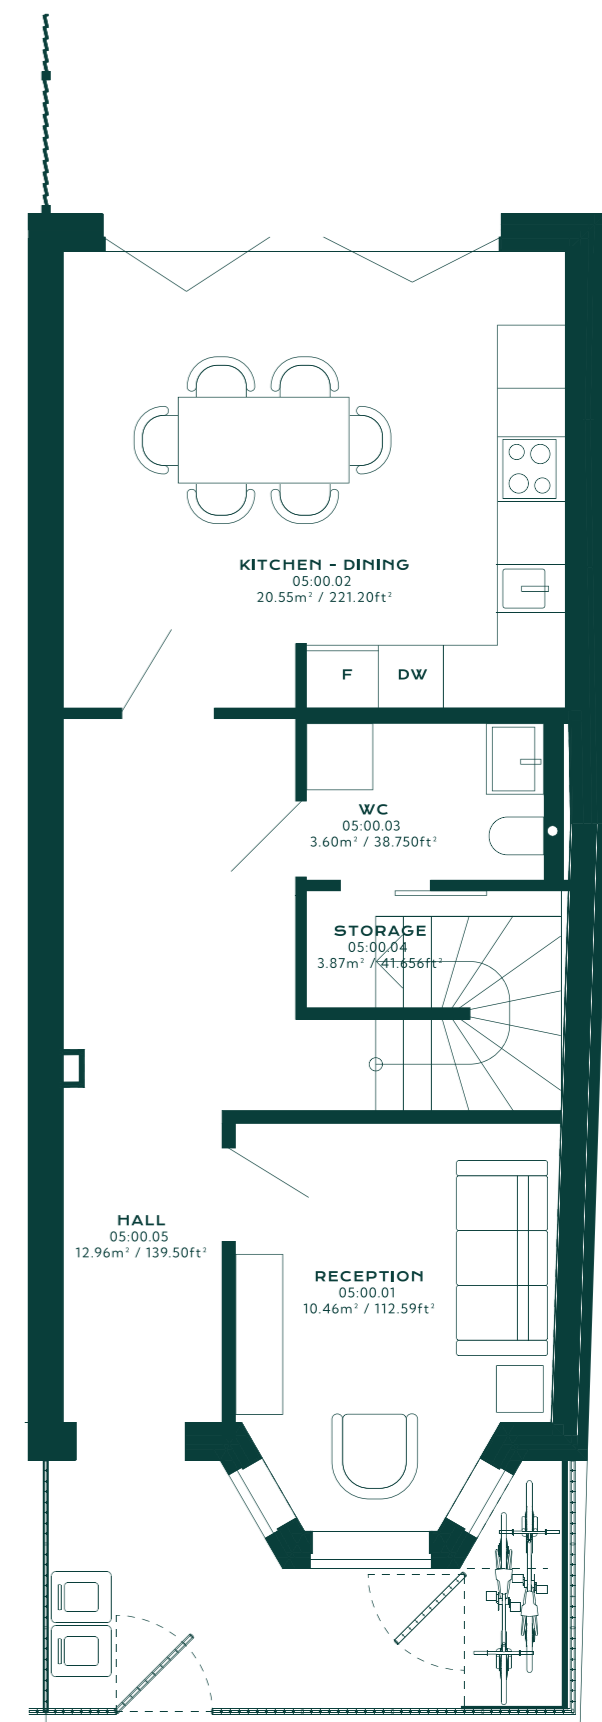 KITCHEN - DINING
05:00.02
20.55m² / 221.20ft²
F DW
WC
05:00.03
3.60m² / 38.750ft²
STORAGE
05:00.04
3.87m² / 41.656ft²
HALL
05:00.05
12.96m² / 139.50ft²
RECEPTION
05:00.01
10.46m² / 112.59ft²